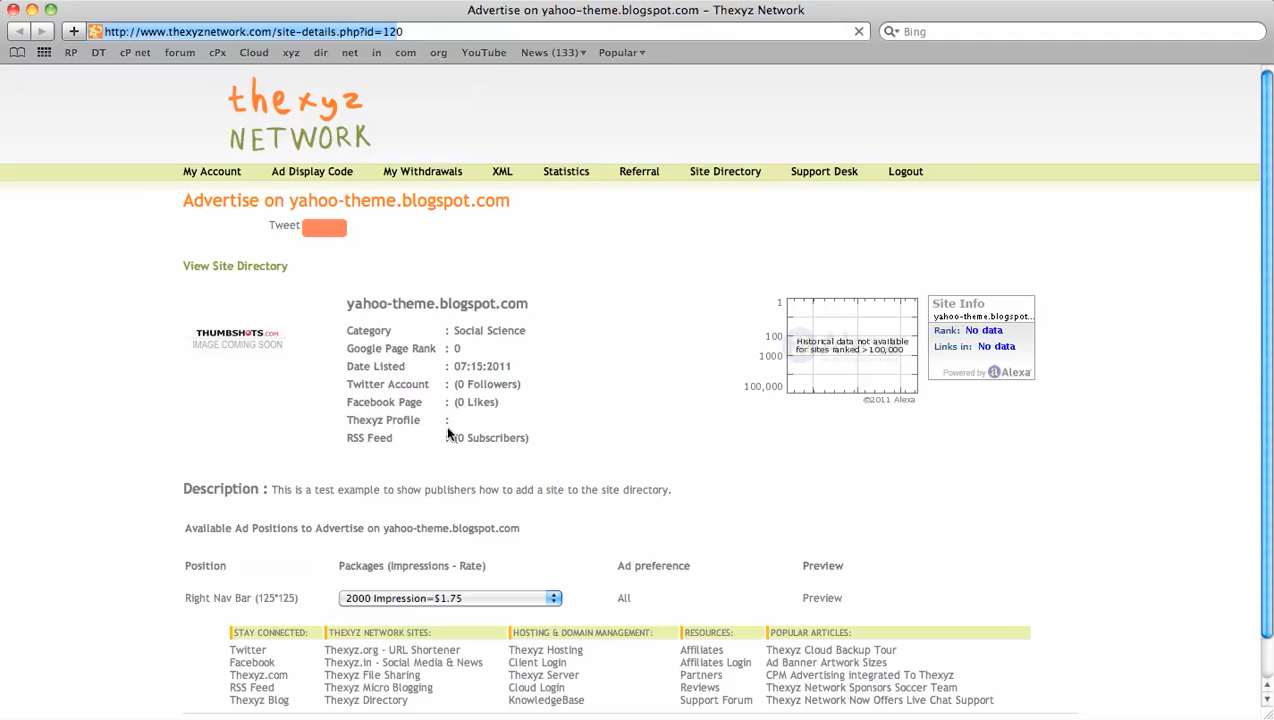 Advertise on yahoo-theme.blogspot.com – Thexyz Network
http://www.thexyznetwork.com/site-details.php?id=120
Bing
RP DT cP net forum cPx Cloud xyz dir net in com org YouTube News (133) Popular
thexyz
NETWORK
My Account Ad Display Code My Withdrawals XML Statistics Referral Site Directory Support Desk Logout
Advertise on yahoo-theme.blogspot.com
Tweet
View Site Directory
THUMBSHOTS.COM
IMAGE COMING SOON
yahoo-theme.blogspot.com
Category : Social Science
Google Page Rank : 0
Date Listed : 07:15:2011
Twitter Account : (0 Followers)
Facebook Page : (0 Likes)
Thexyz Profile :
RSS Feed : (0 Subscribers)
1
100
1000
100,000
Historical data not available
for sites ranked > 100,000
©2011 Alexa
Site Info
yahoo-theme.blogspot...
Rank: No data
Links in: No data
Powered by Alexa
Description : This is a test example to show publishers how to add a site to the site directory.
Available Ad Positions to Advertise on yahoo-theme.blogspot.com
Position Packages (Impressions - Rate) Ad preference Preview
Right Nav Bar (125*125) 2000 Impression=$1.75 All Preview
STAY CONNECTED: THEXYZ NETWORK SITES: HOSTING & DOMAIN MANAGEMENT: RESOURCES: POPULAR ARTICLES:
Twitter Thexyz.org - URL Shortener Thexyz Hosting Affiliates Thexyz Cloud Backup Tour
Facebook Thexyz.in - Social Media & News Client Login Affiliates Login Ad Banner Artwork Sizes
Thexyz.com Thexyz File Sharing Thexyz Server Partners CPM Advertising integrated To Thexyz
RSS Feed Thexyz Micro Blogging Cloud Login Reviews Thexyz Network Sponsors Soccer Team
Thexyz Blog Thexyz Directory KnowledgeBase Support Forum Thexyz Network Now Offers Live Chat Support